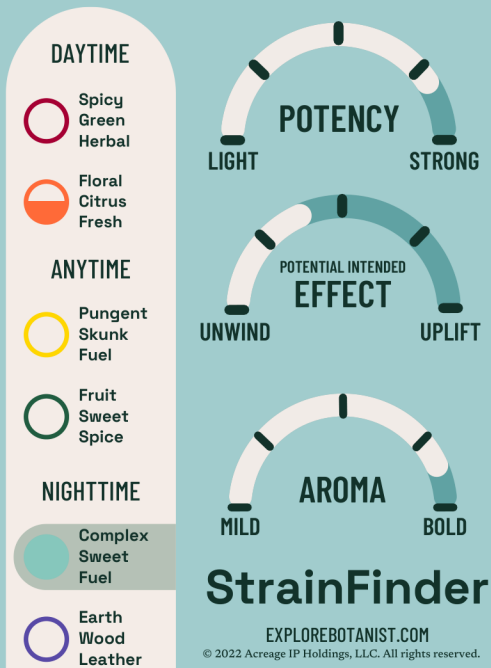 DAYTIME
Spicy
Green
Herbal
Floral
Citrus
Fresh
ANYTIME
Pungent
Skunk
Fuel
Fruit
Sweet
Spice
NIGHTTIME
Complex
Sweet
Fuel
Earth
Wood
Leather
POTENCY
LIGHT STRONG
POTENTIAL INTENDED
EFFECT
UNWIND UPLIFT
AROMA
MILD BOLD
StrainFinder
EXPLOREBOTANIST.COM
© 2022 Acreage IP Holdings, LLC. All rights reserved.